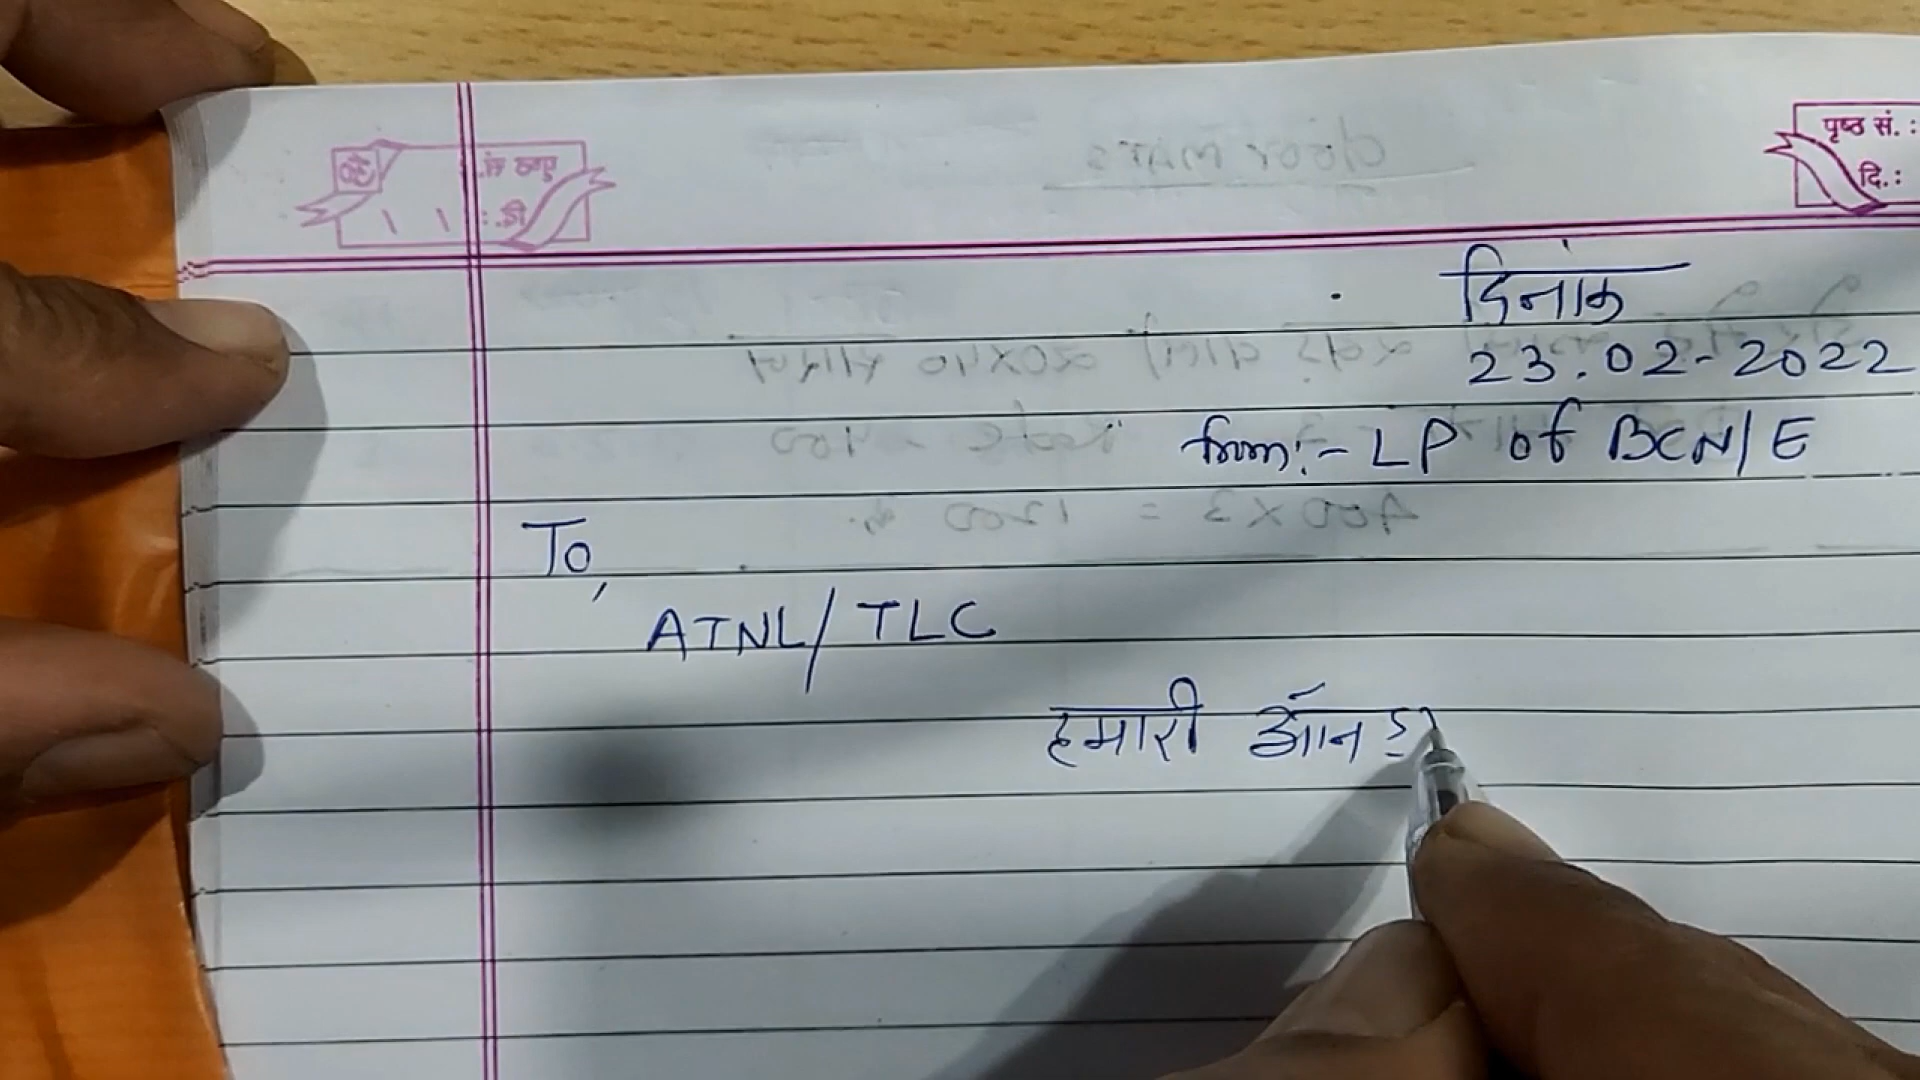 पृष्ठ सं. :
दि. :
दिनांक
23.02-2022
from:- LP of BCN/E
To,
ATNL/TLC
हमारी ऑन